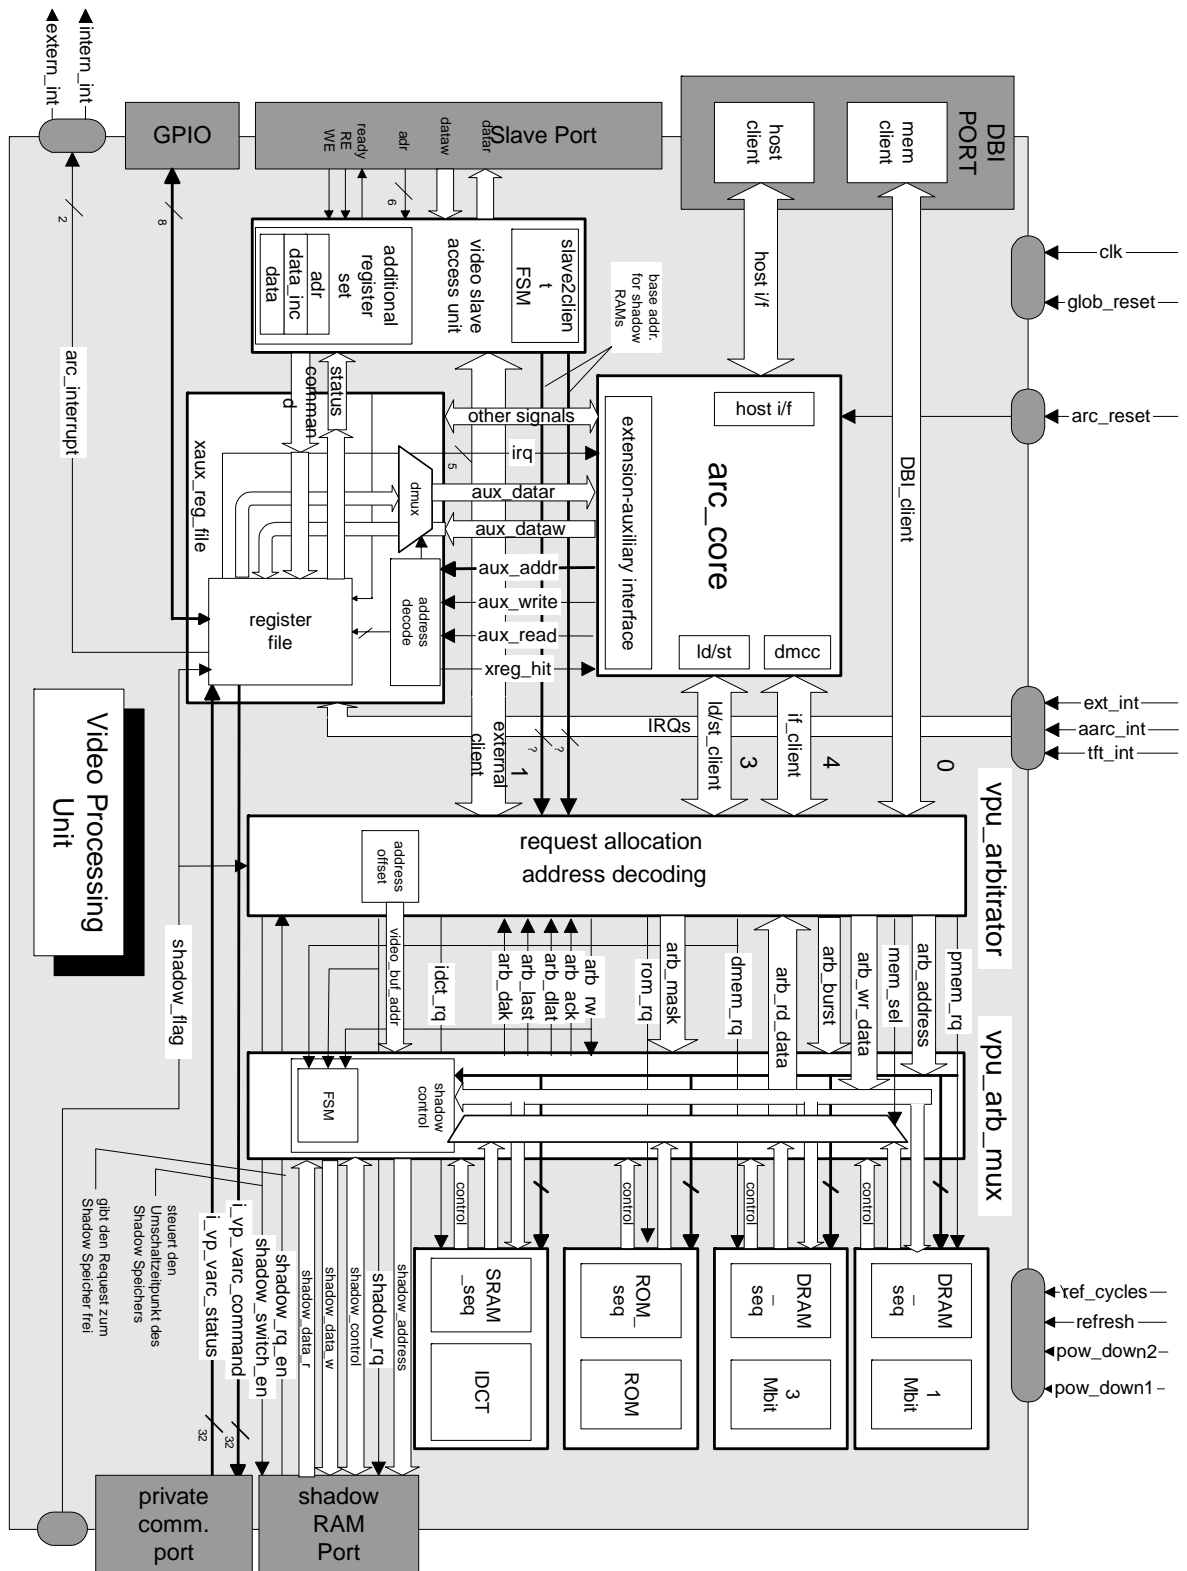 extern_int
intern_int
GPIO
Slave Port
WE
RE
ready
adr
dataw
datar
DBI
PORT
host
client
mem
client
clk
glob_reset
arc_reset
2
8
6
slave2clien
t
FSM
video slave
access unit
additional
register
set
adr
data_inc
data
base addr.
for shadow
RAMs
host i/f
DBI_client
arc_interrupt
status
comman
d
xaux_reg_file
other signals
5
irq
dmux
aux_datar
aux_dataw
aux_addr
aux_write
aux_read
xreg_hit
address
decode
register
file
arc_core
host i/f
extension-auxiliary interface
ld/st
dmcc
ext_int
aarc_int
tft_int
IRQs
external
client
1
?
?
ld/st_client
3
if_client
4
0
Video Processing
Unit
vpu_arbitrator
request allocation
address decoding
address
offset
shadow_flag
video_buf_addr
idct_rq
arb_dak
arb_last
arb_dlat
arb_ack
arb_rw
rom_rq
arb_mask
dmem_rq
arb_rd_data
arb_burst
arb_wr_data
mem_sel
arb_address
pmem_rq
vpu_arb_mux
shadow
control
FSM
gibt den Request zum
Shadow Speicher frei
steuert den
Umschaltzeitpunkt des
Shadow Speichers
i_vp_varc_status
i_vp_varc_command
shadow_switch_en
shadow_rq_en
shadow_data_r
shadow_data_w
shadow_control
shadow_rq
shadow_address
control
control
control
control
SRAM
_seq
IDCT
ROM_
seq
ROM
DRAM
_
seq
3
Mbit
DRAM
_
seq
1
Mbit
ref_cycles
refresh
pow_down2
pow_down1
32
32
private
comm.
port
shadow
RAM
Port